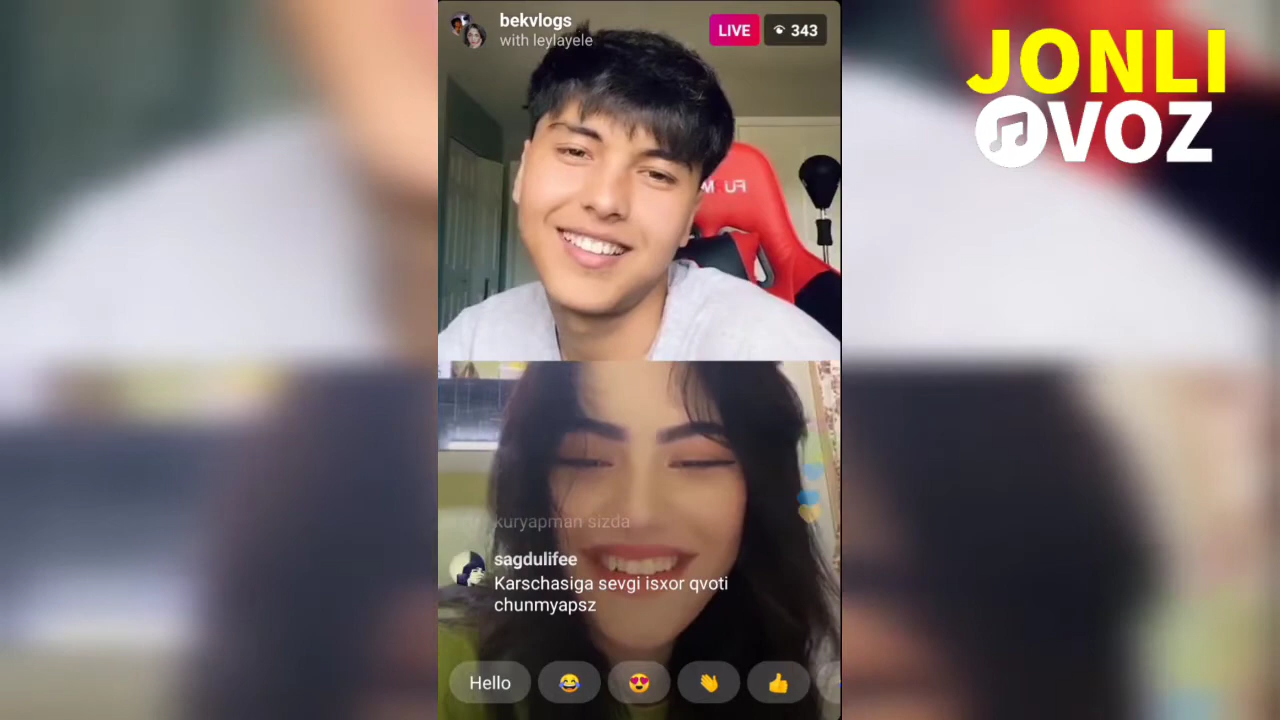 bekvlogs
with leylayele
LIVE
343
JONLI
VOZ
kuryapman sizda
sagdulifee
Karschasiga sevgi isxor qvoti
chunmyapsz
Hello